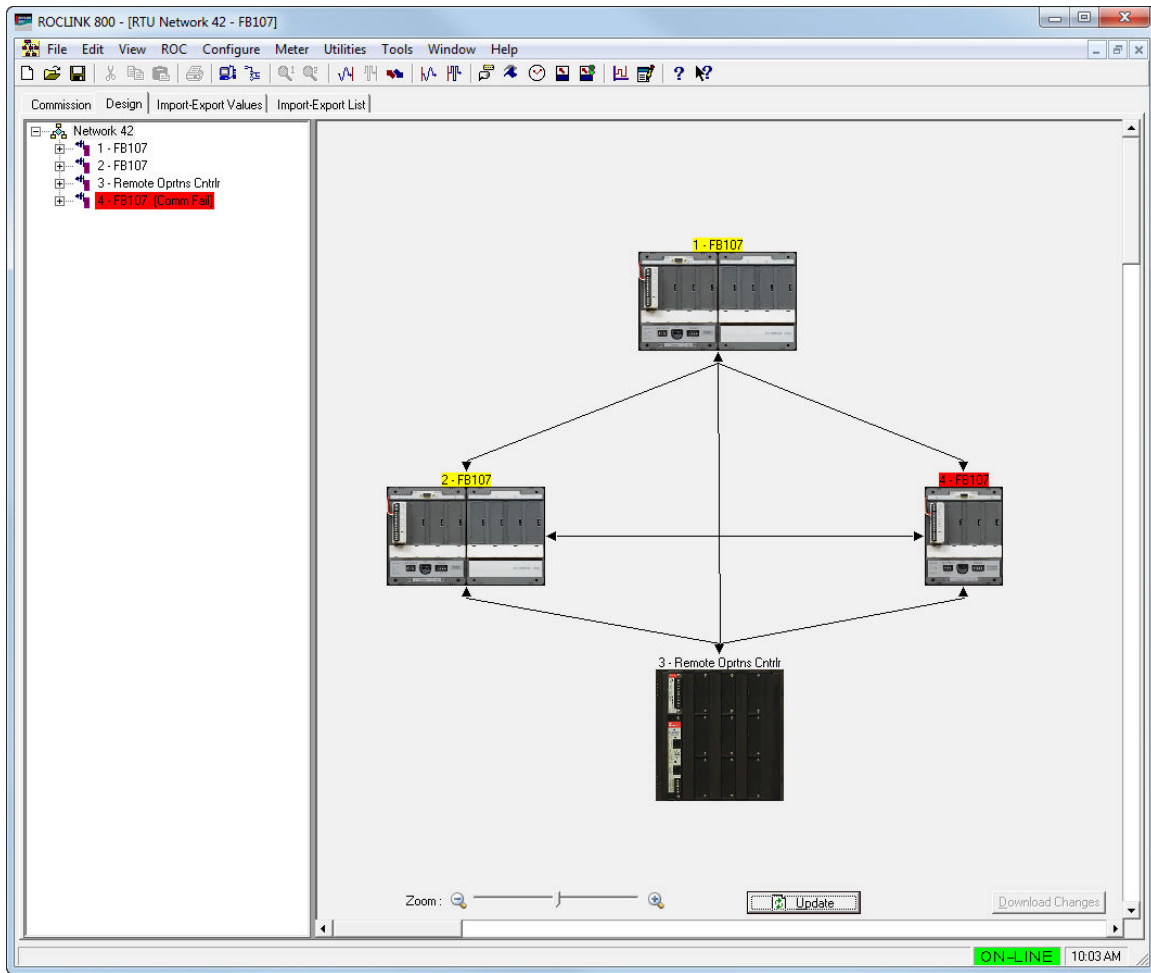 ROCLINK 800 - [RTU Network 42 - FB107]
File Edit View ROC Configure Meter Utilities Tools Window Help
Commission Design Import-Export Values Import-Export List
Network 42
1 - FB107
2 - FB107
3 - Remote Oprtns Cntrlr
4 - FB107 [Comm Fail]
1 - FB107
2 - FB107
4 - FB107
3 - Remote Oprtns Cntrlr
Zoom :
Update
Download Changes
ON-LINE
10:03 AM